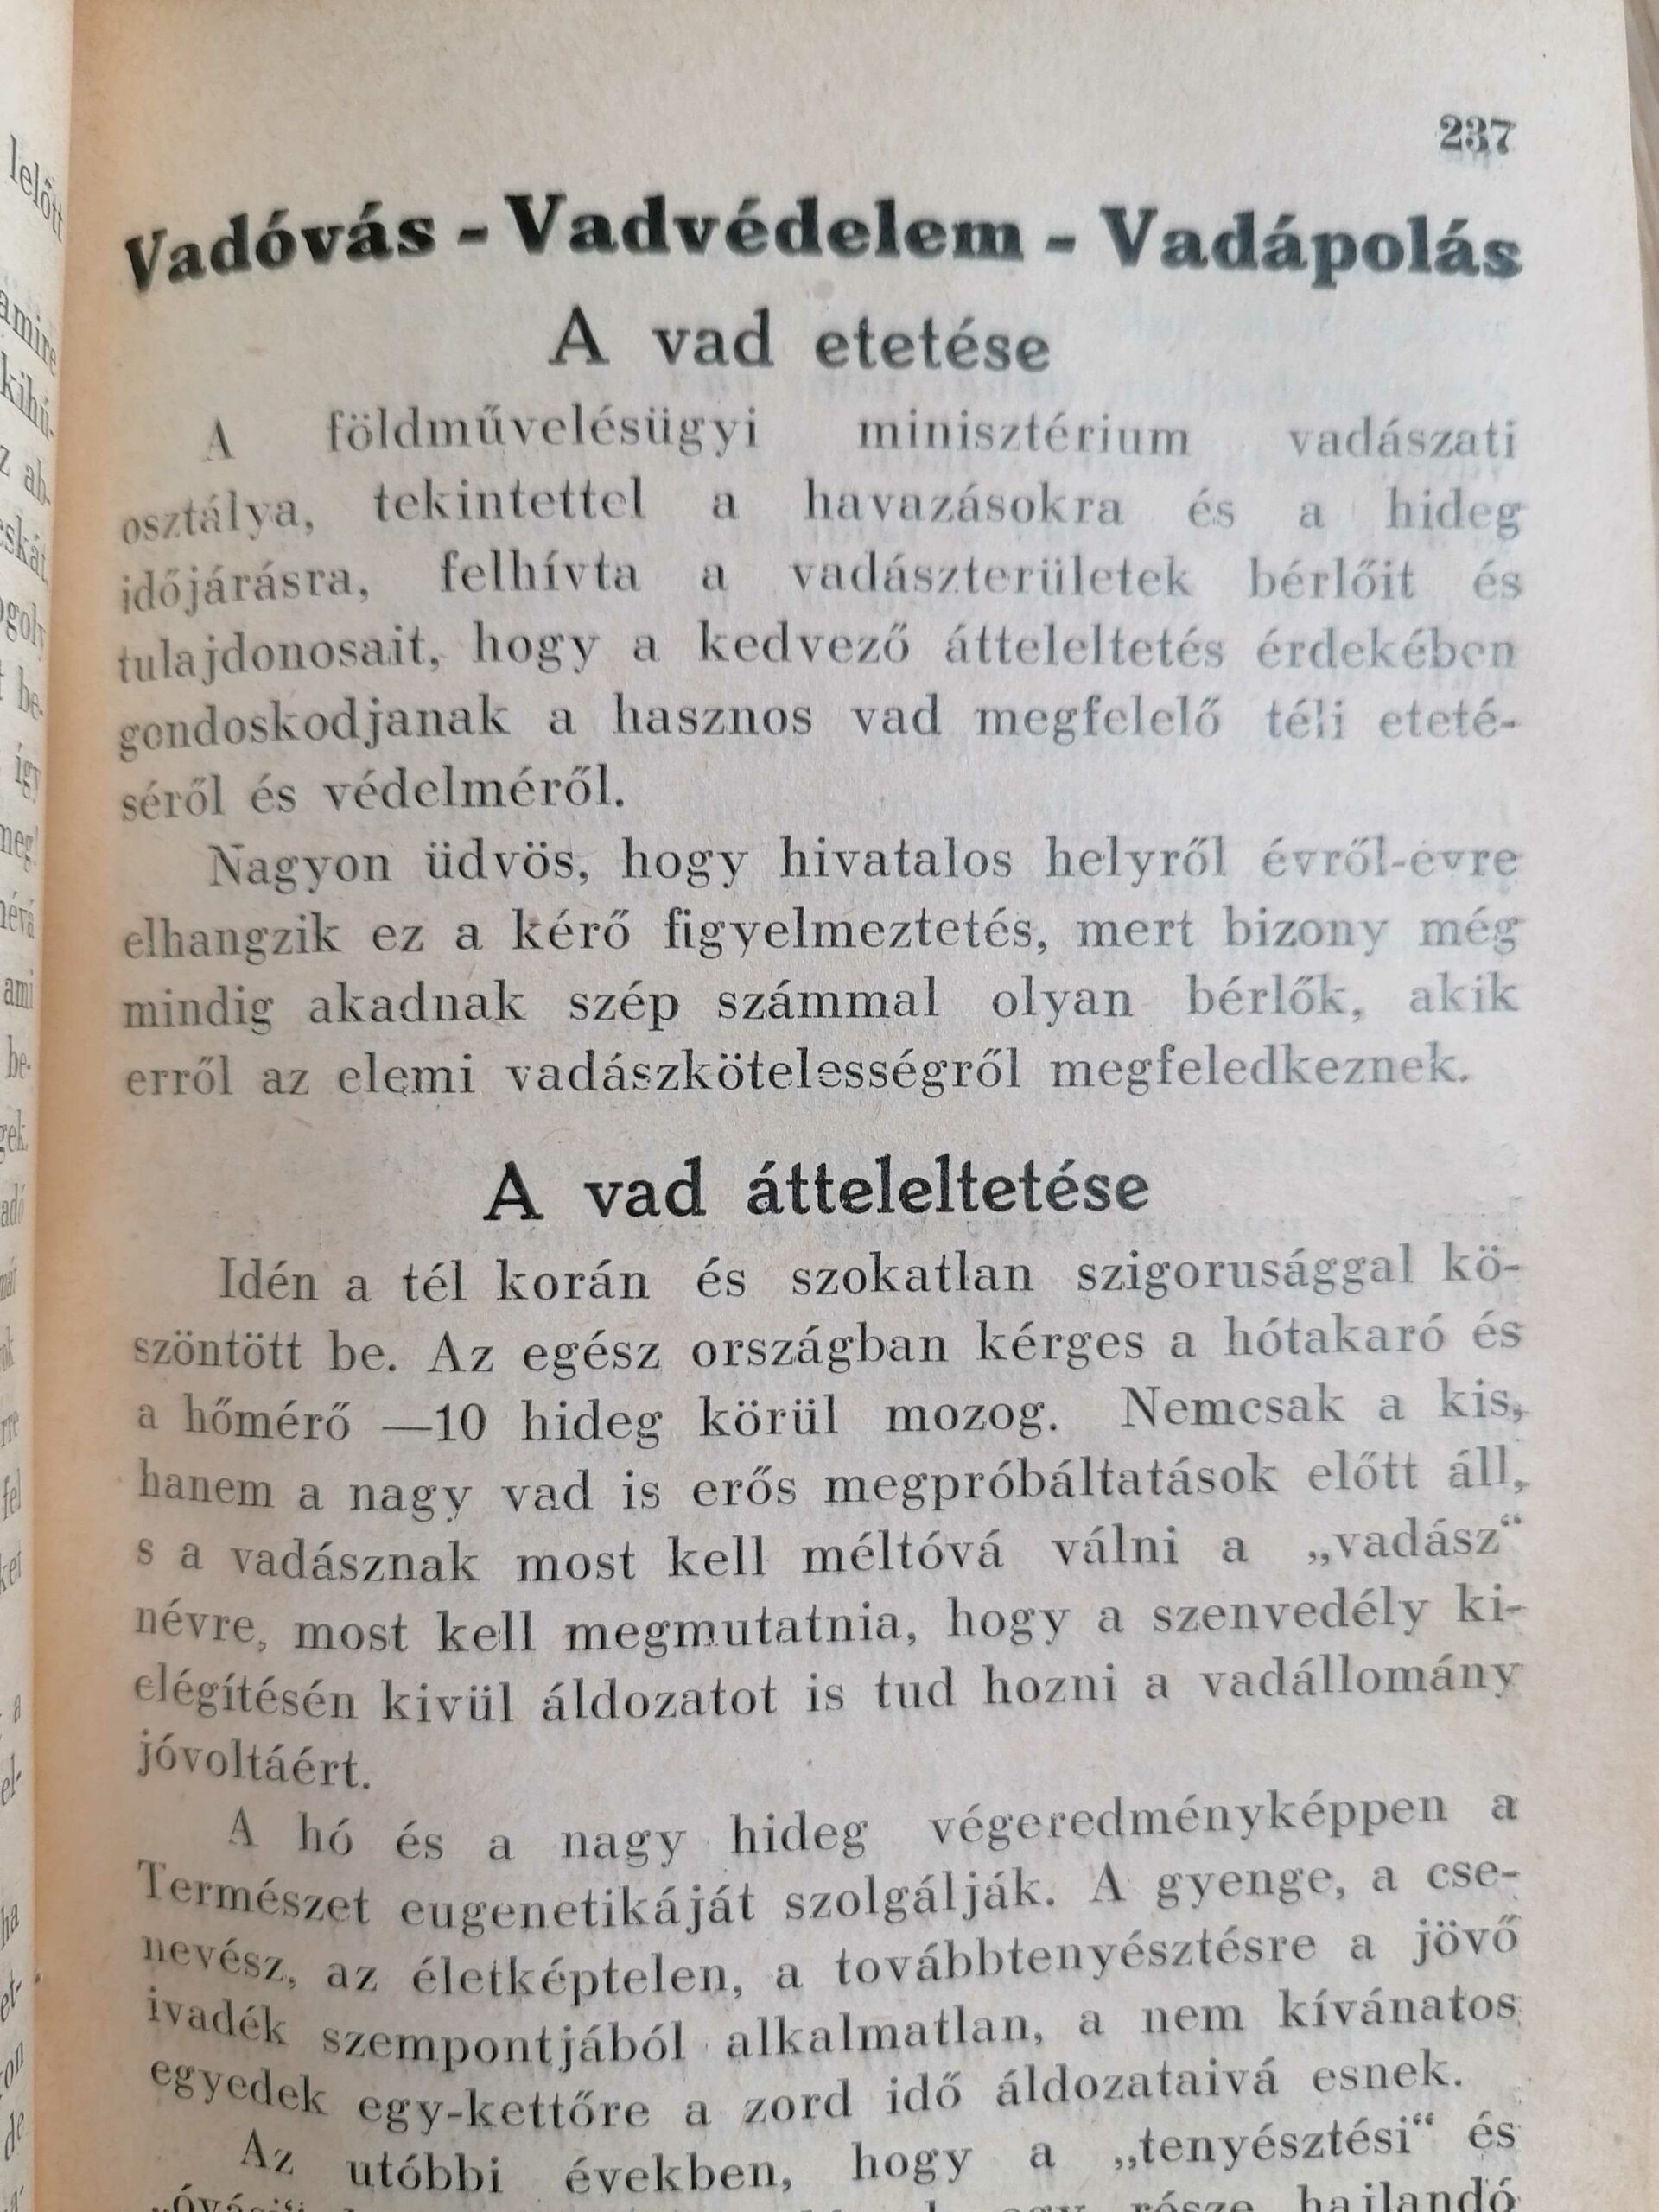 237
Vadóvás - Vadvédelem - Vadápolás
A vad etetése
A földművelésügyi minisztérium vadászati
osztálya, tekintettel a havazásokra és a hideg
időjárásra, felhívta a vadászterületek bérlőit és
tulajdonosait, hogy a kedvező átteleltetés érdekében
gondoskodjanak a hasznos vad megfelelő téli eteté-
séről és védelméről.
Nagyon üdvös, hogy hivatalos helyről évről-évre
elhangzik ez a kérő figyelmeztetés, mert bizony még
mindig akadnak szép számmal olyan bérlők, akik
erről az elemi vadászkötelességről megfeledkeznek.
A vad átteleltetése
Idén a tél korán és szokatlan szigorusággal kö-
szöntött be. Az egész országban kérges a hótakaró és
a hőmérő —10 hideg körül mozog. Nemcsak a kis,
hanem a nagy vad is erős megpróbáltatások előtt áll,
s a vadásznak most kell méltóvá válni a „vadász“
névre, most kell megmutatnia, hogy a szenvedély ki-
elégítésén kivül áldozatot is tud hozni a vadállomány
jóvoltáért.
A hó és a nagy hideg végeredményképpen a
Természet eugenetikáját szolgálják. A gyenge, a cse-
nevész, az életképtelen, a továbbtenyésztésre a jövő
ivadék szempontjából alkalmatlan, a nem kívánatos
egyedek egy-kettőre a zord idő áldozataivá esnek.
Az utóbbi években, hogy a „tenyésztési“ és
része hajlandó